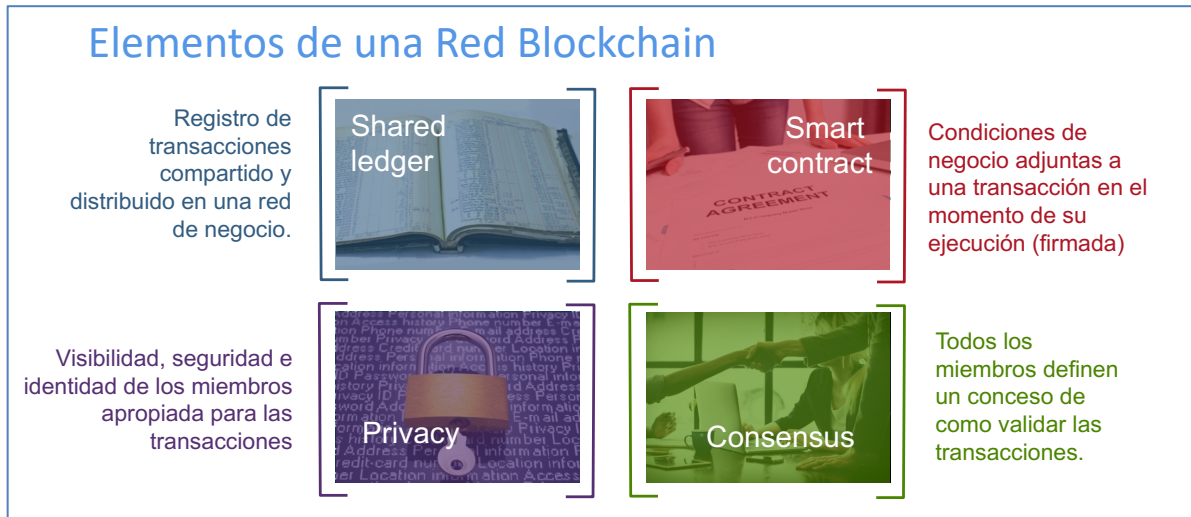 Elementos de una Red Blockchain
Registro de
transacciones
compartido y
distribuido en una red
de negocio.
Shared
ledger
Smart
contract
CONTRACT
AGREEMENT
Condiciones de
negocio adjuntas a
una transacción en el
momento de su
ejecución (firmada)
Visibilidad, seguridad e
identidad de los miembros
apropiada para las
transacciones
Privacy
Consensus
Todos los
miembros definen
un conceso de
como validar las
transacciones.